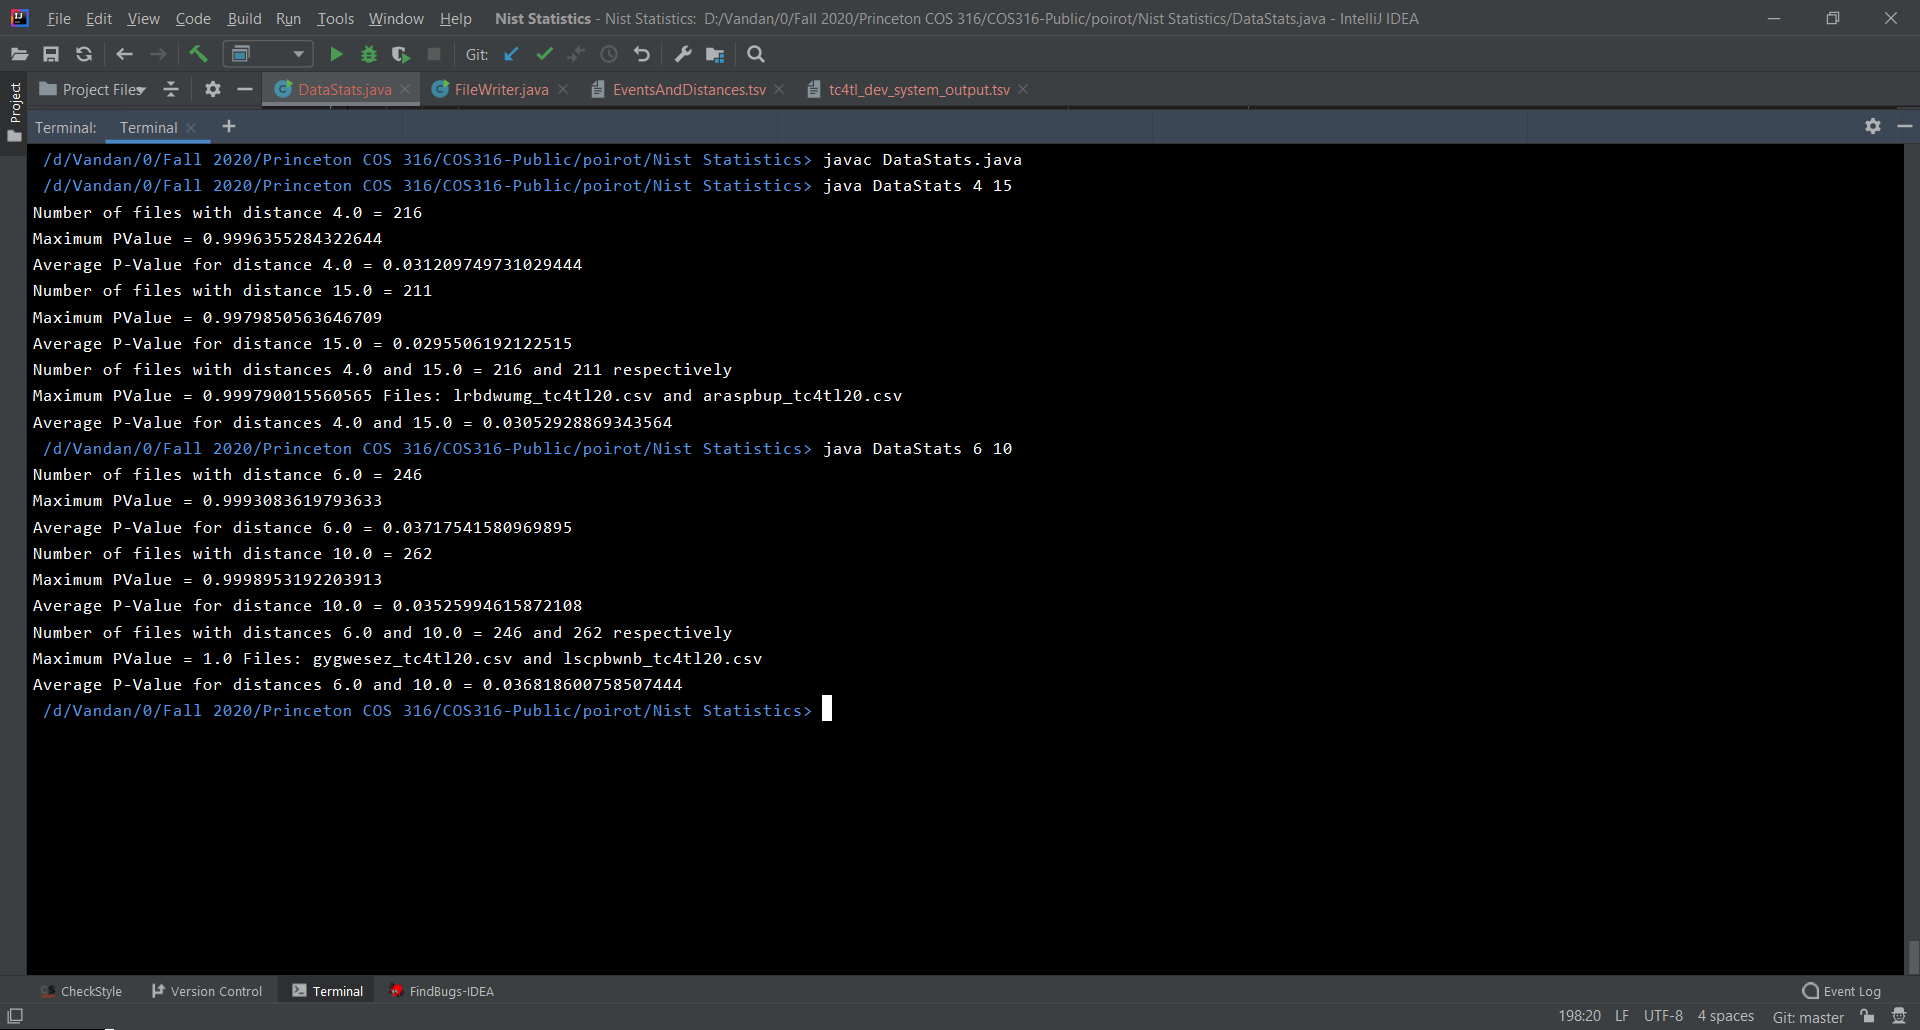 File Edit View Code Build Run Tools Window Help Nist Statistics - Nist Statistics: D:/Vandan/0/Fall 2020/Princeton COS 316/COS316-Public/poirot/Nist Statistics/DataStats.java - IntelliJ IDEA
Git:
Project Files DataStats.java FileWriter.java EventsAndDistances.tsv tc4tl_dev_system_output.tsv
Project
Terminal: Terminal +
/d/Vandan/0/Fall 2020/Princeton COS 316/COS316-Public/poirot/Nist Statistics> javac DataStats.java
/d/Vandan/0/Fall 2020/Princeton COS 316/COS316-Public/poirot/Nist Statistics> java DataStats 4 15
Number of files with distance 4.0 = 216
Maximum PValue = 0.9996355284322644
Average P-Value for distance 4.0 = 0.031209749731029444
Number of files with distance 15.0 = 211
Maximum PValue = 0.9979850563646709
Average P-Value for distance 15.0 = 0.0295506192122515
Number of files with distances 4.0 and 15.0 = 216 and 211 respectively
Maximum PValue = 0.999790015560565 Files: lrbdwumg_tc4tl20.csv and araspbup_tc4tl20.csv
Average P-Value for distances 4.0 and 15.0 = 0.03052928869343564
/d/Vandan/0/Fall 2020/Princeton COS 316/COS316-Public/poirot/Nist Statistics> java DataStats 6 10
Number of files with distance 6.0 = 246
Maximum PValue = 0.9993083619793633
Average P-Value for distance 6.0 = 0.03717541580969895
Number of files with distance 10.0 = 262
Maximum PValue = 0.9998953192203913
Average P-Value for distance 10.0 = 0.03525994615872108
Number of files with distances 6.0 and 10.0 = 246 and 262 respectively
Maximum PValue = 1.0 Files: gygwesez_tc4tl20.csv and lscpbwnb_tc4tl20.csv
Average P-Value for distances 6.0 and 10.0 = 0.036818600758507444
/d/Vandan/0/Fall 2020/Princeton COS 316/COS316-Public/poirot/Nist Statistics>
CheckStyle Version Control Terminal FindBugs-IDEA Event Log
198:20 LF UTF-8 4 spaces Git: master